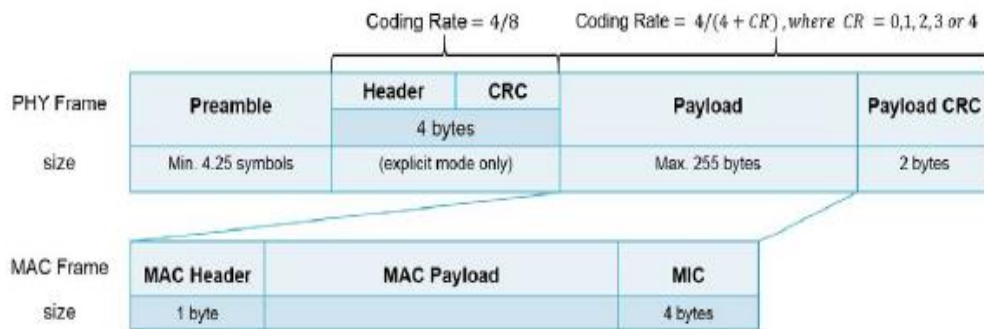 Coding Rate = 4/8
Coding Rate = 4/(4 + CR), where CR = 0,1,2,3 or 4
PHY Frame
Preamble
Header
CRC
4 bytes
Payload
Payload CRC
size
Min. 4.25 symbols
(explicit mode only)
Max. 255 bytes
2 bytes
MAC Frame
MAC Header
MAC Payload
MIC
size
1 byte
4 bytes